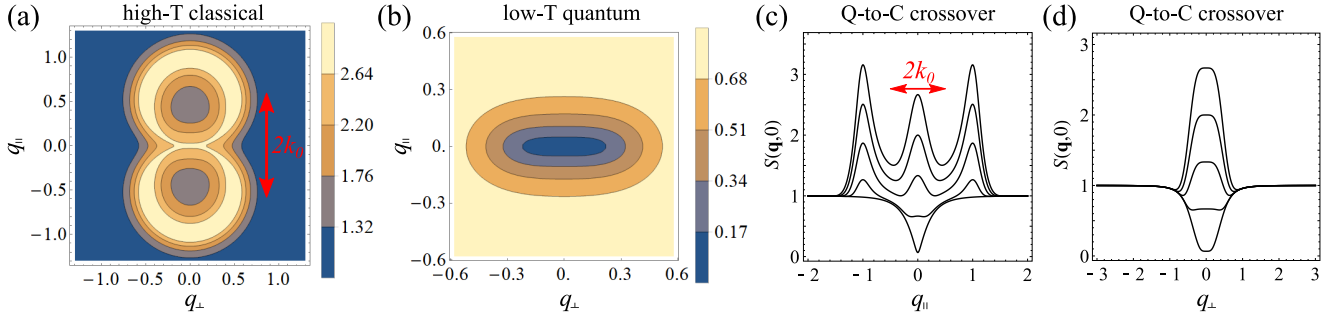 (a) high-T classical
1.0
0.5
0.0
−0.5
−1.0
q∥
−1.0 −0.5 0.0 0.5 1.0
q⊥
2k₀
2.64
2.20
1.76
1.32
(b) low-T quantum
0.6
0.3
0.
−0.3
−0.6
q∥
−0.6 −0.3 0. 0.3 0.6
q⊥
0.68
0.51
0.34
0.17
(c) Q-to-C crossover
3
2
1
0
S(q,0)
2k₀
−2 −1 0 1 2
q∥
(d) Q-to-C crossover
3
2
1
0
S(q,0)
−3 −2 −1 0 1 2 3
q⊥